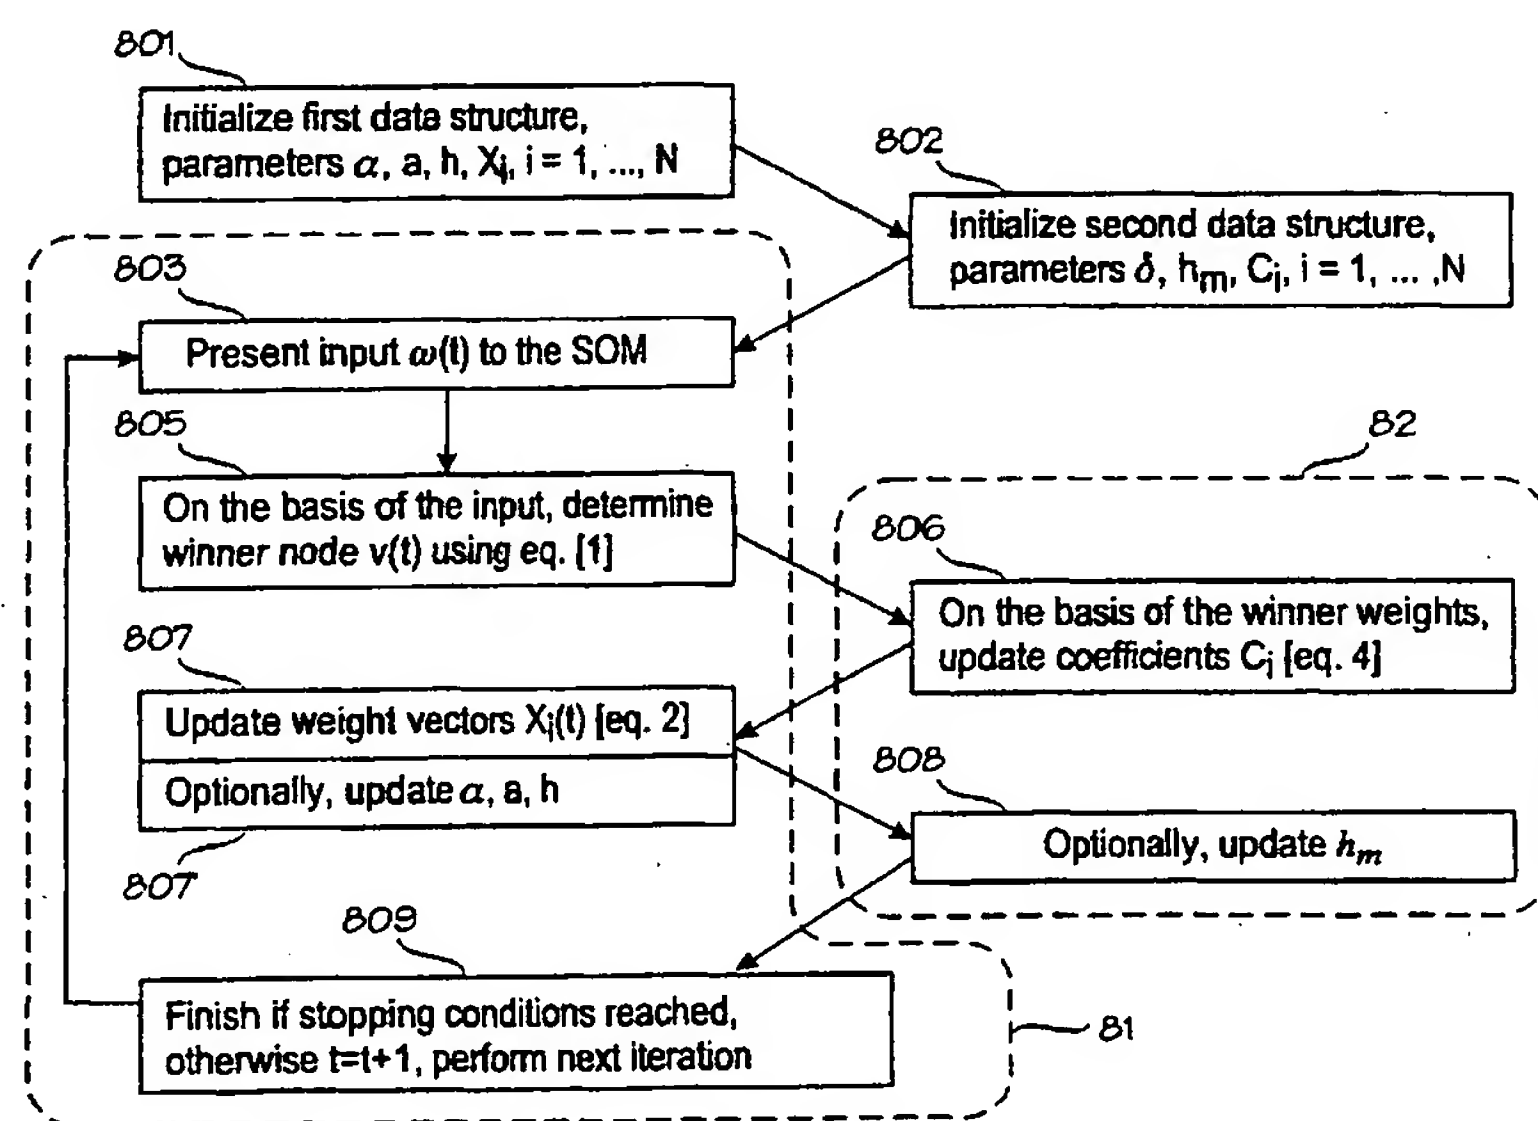 801
Initialize first data structure,
parameters α, a, h, Xi, i = 1, ..., N
802
Initialize second data structure,
parameters δ, hm, Ci, i = 1, ... ,N
803
Present input ω(t) to the SOM
805
On the basis of the input, determine
winner node v(t) using eq. [1]
82
806
On the basis of the winner weights,
update coefficients Ci [eq. 4]
807
Update weight vectors Xi(t) [eq. 2]
Optionally, update α, a, h
807'
808
Optionally, update hm
809
Finish if stopping conditions reached,
otherwise t=t+1, perform next iteration
81